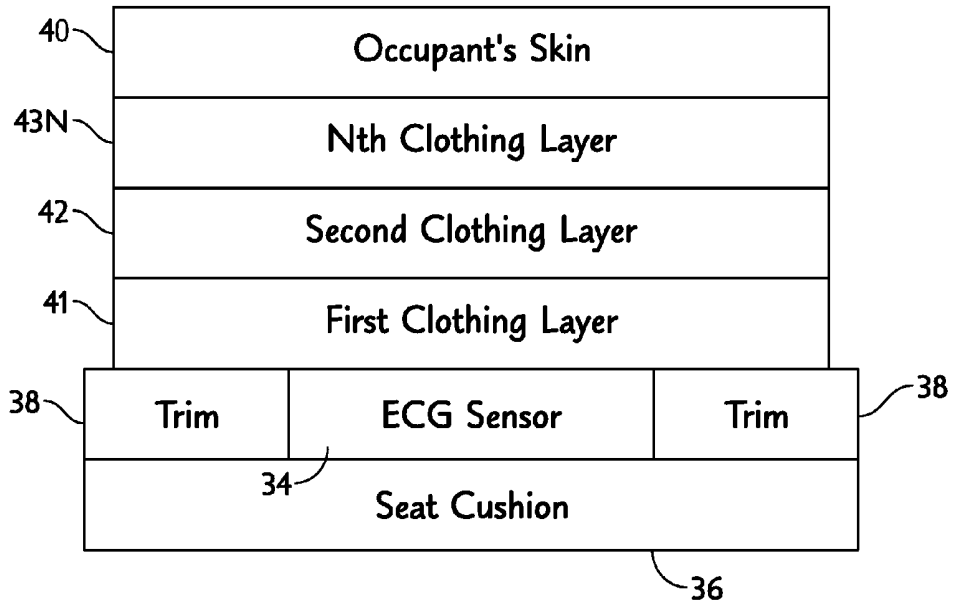 40
Occupant's Skin
43N
Nth Clothing Layer
42
Second Clothing Layer
41
First Clothing Layer
38
Trim
ECG Sensor
Trim
38
34
Seat Cushion
36